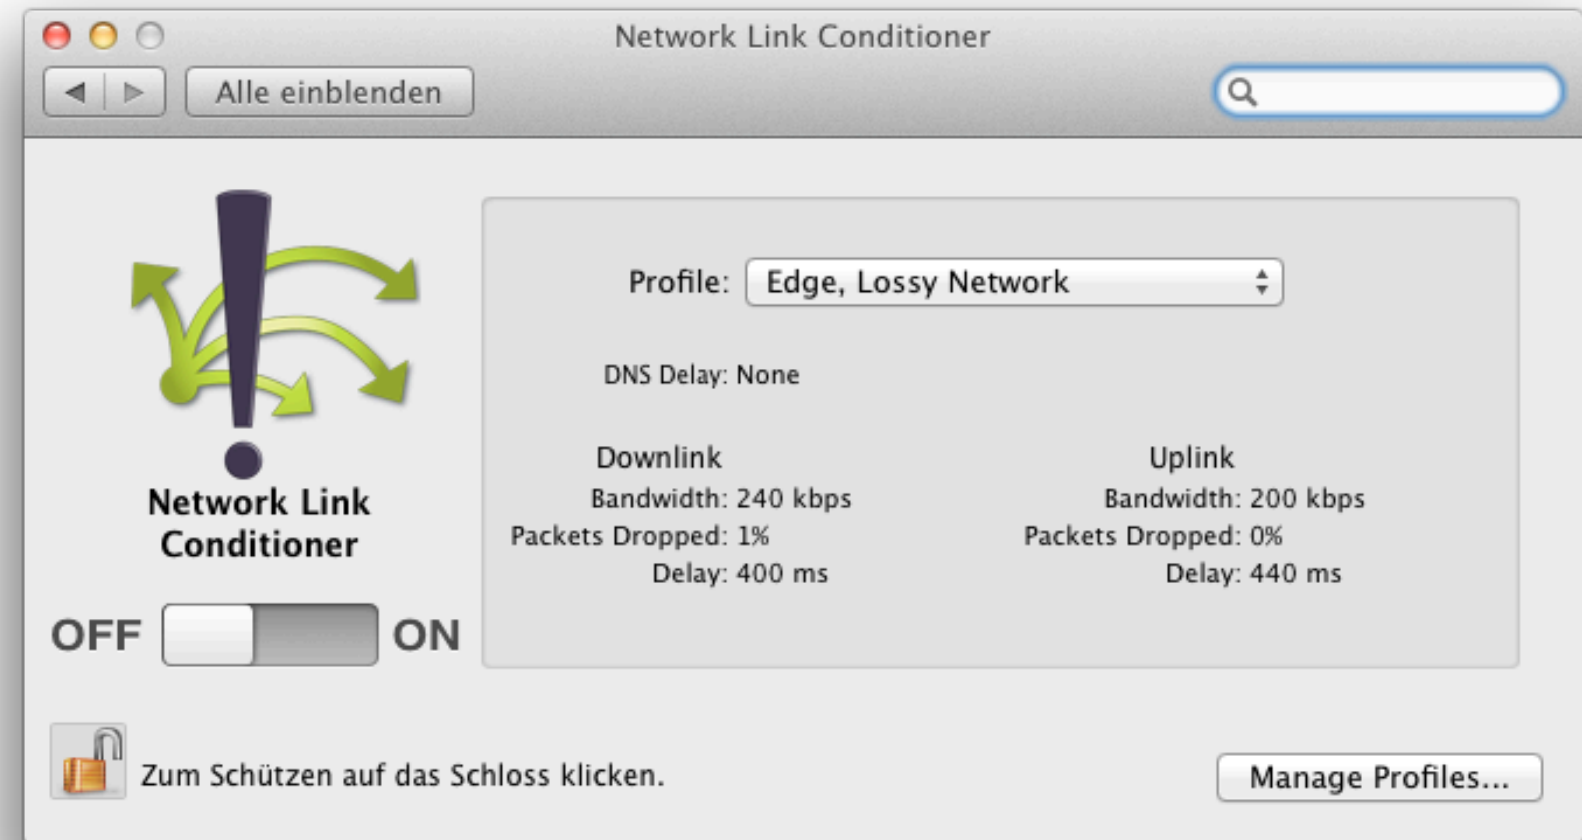 Network Link Conditioner
Alle einblenden
Profile: Edge, Lossy Network
DNS Delay: None
Downlink
Bandwidth: 240 kbps
Packets Dropped: 1%
Delay: 400 ms
Uplink
Bandwidth: 200 kbps
Packets Dropped: 0%
Delay: 440 ms
Network Link
Conditioner
OFF ON
Zum Schützen auf das Schloss klicken.
Manage Profiles...